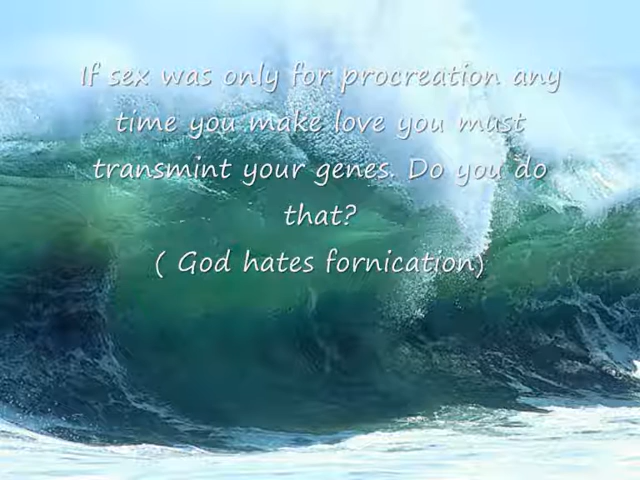 If sex was only for procreation any
time you make love you must
transmint your genes. Do you do
that?
( God hates fornication)